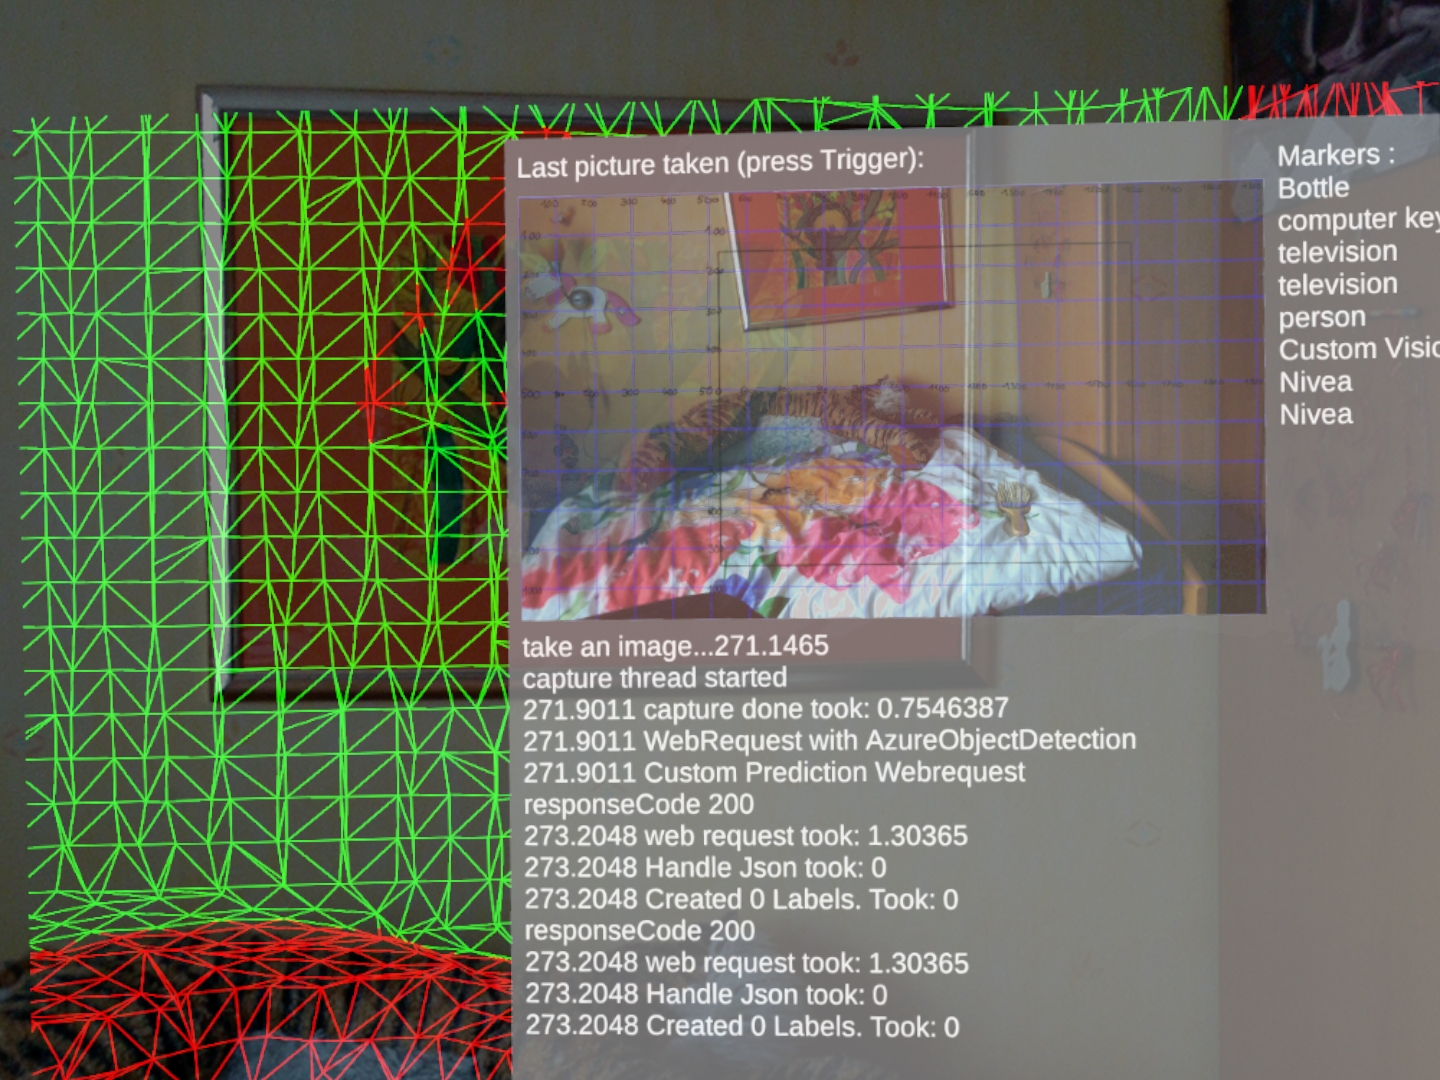 Last picture taken (press Trigger):
take an image...271.1465
capture thread started
271.9011 capture done took: 0.7546387
271.9011 WebRequest with AzureObjectDetection
271.9011 Custom Prediction Webrequest
responseCode 200
273.2048 web request took: 1.30365
273.2048 Handle Json took: 0
273.2048 Created 0 Labels. Took: 0
responseCode 200
273.2048 web request took: 1.30365
273.2048 Handle Json took: 0
273.2048 Created 0 Labels. Took: 0
Markers :
Bottle
computer key
television
television
person
Custom Visio
Nivea
Nivea